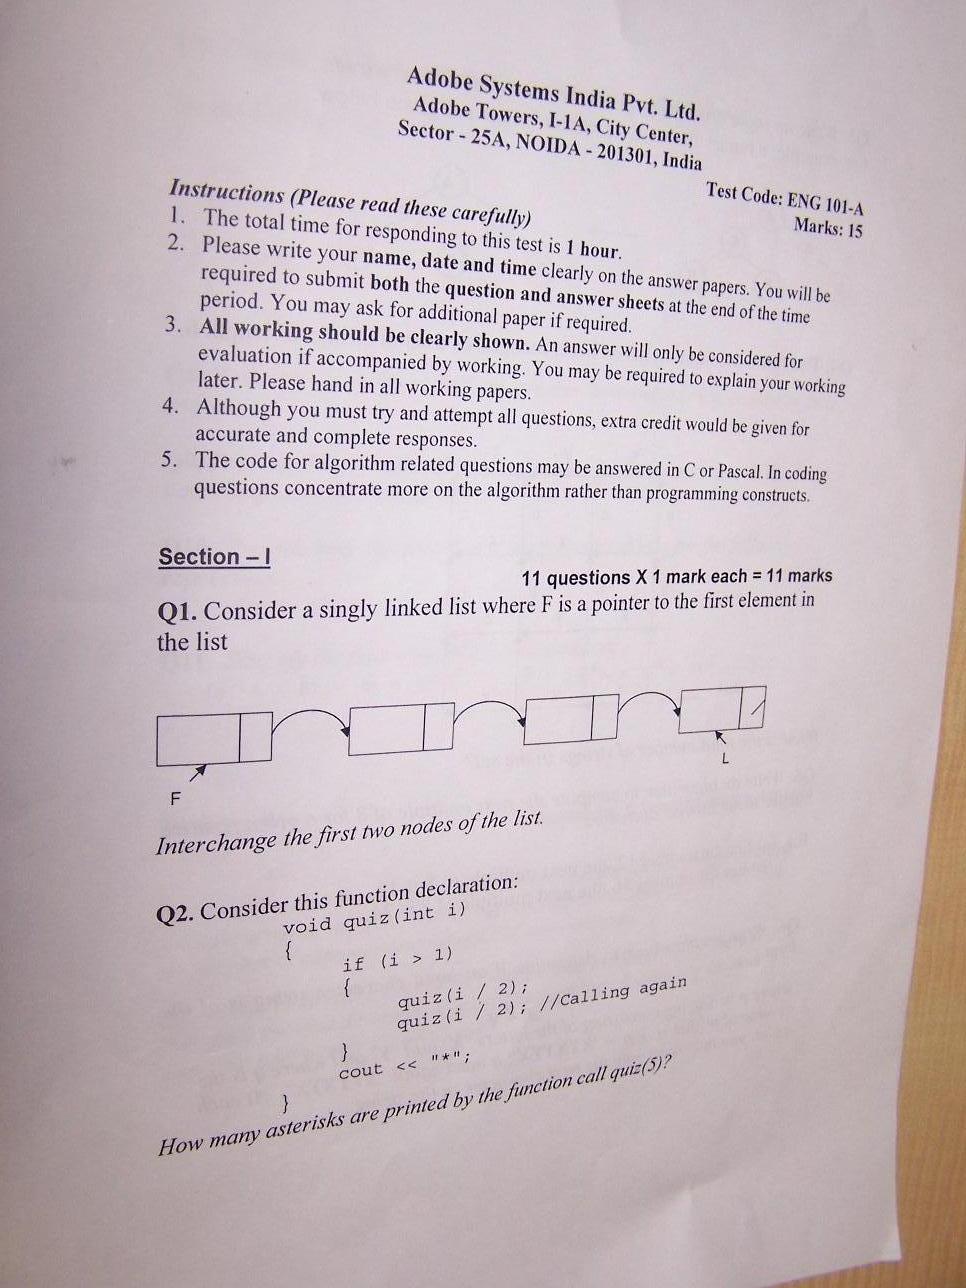 Adobe Systems India Pvt. Ltd.
Adobe Towers, I-1A, City Center,
Sector - 25A, NOIDA - 201301, India
Test Code: ENG 101-A
Marks: 15
Instructions (Please read these carefully)
1. The total time for responding to this test is 1 hour.
2. Please write your name, date and time clearly on the answer papers. You will be
required to submit both the question and answer sheets at the end of the time
period. You may ask for additional paper if required.
3. All working should be clearly shown. An answer will only be considered for
evaluation if accompanied by working. You may be required to explain your working
later. Please hand in all working papers.
4. Although you must try and attempt all questions, extra credit would be given for
accurate and complete responses.
5. The code for algorithm related questions may be answered in C or Pascal. In coding
questions concentrate more on the algorithm rather than programming constructs.
Section – I
11 questions X 1 mark each = 11 marks
Q1. Consider a singly linked list where F is a pointer to the first element in
the list
L
F
Interchange the first two nodes of the list.
Q2. Consider this function declaration:
void quiz(int i)
{
if (i > 1)
{
quiz(i / 2);
quiz(i / 2); //Calling again
}
cout << "*";
}
How many asterisks are printed by the function call quiz(5)?